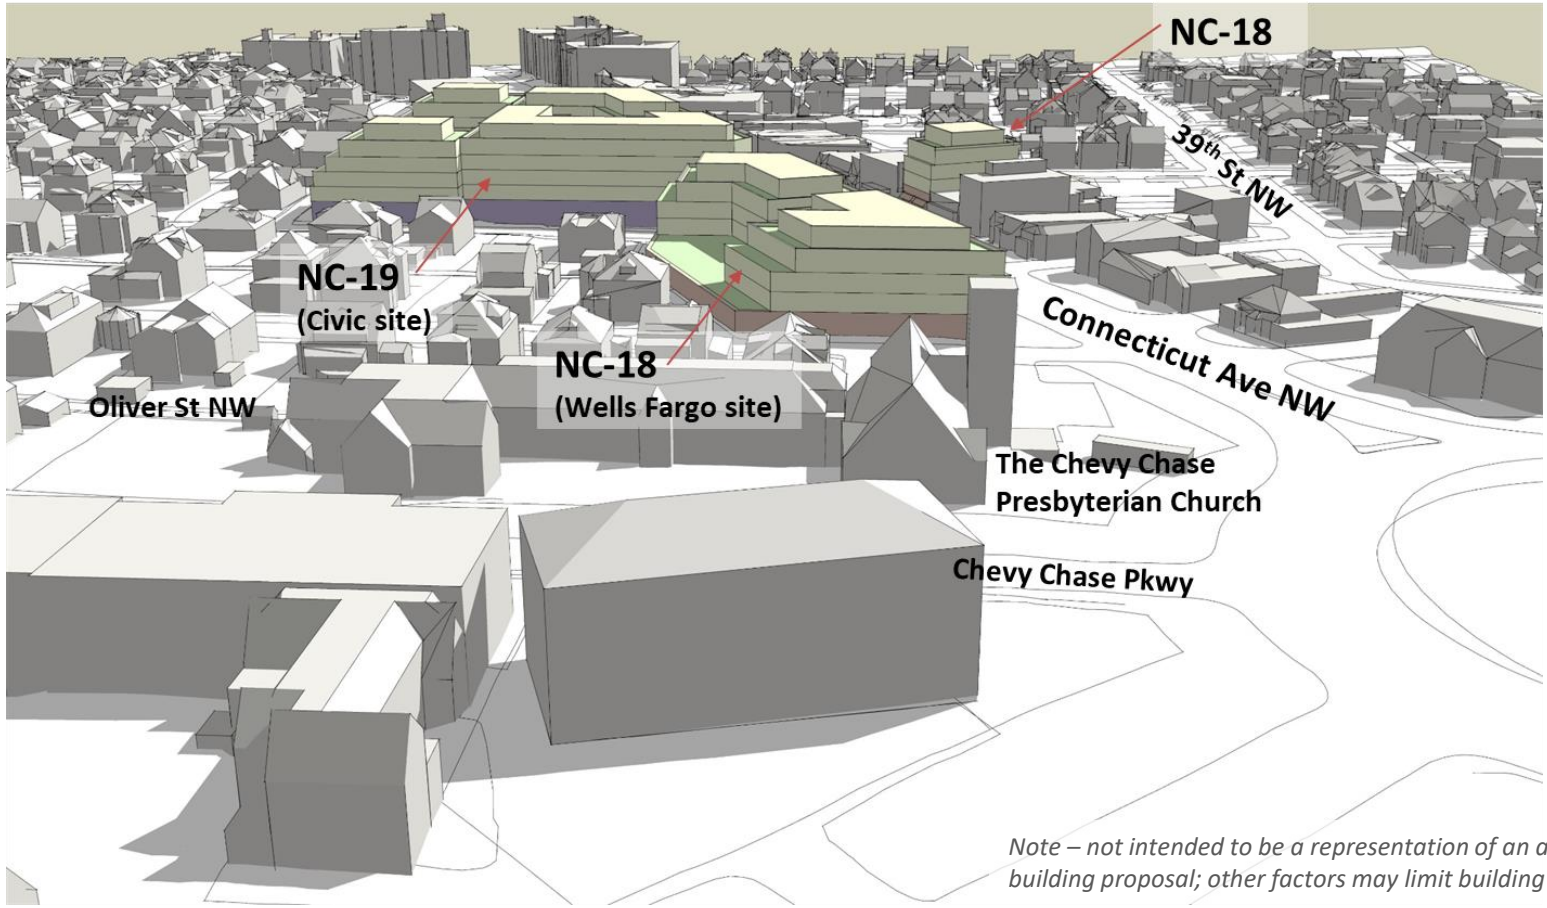 NC-18
39th St NW
NC-19
(Civic site)
Connecticut Ave NW
NC-18
(Wells Fargo site)
Oliver St NW
The Chevy Chase
Presbyterian Church
Chevy Chase Pkwy
Note – not intended to be a representation of an a
building proposal; other factors may limit building